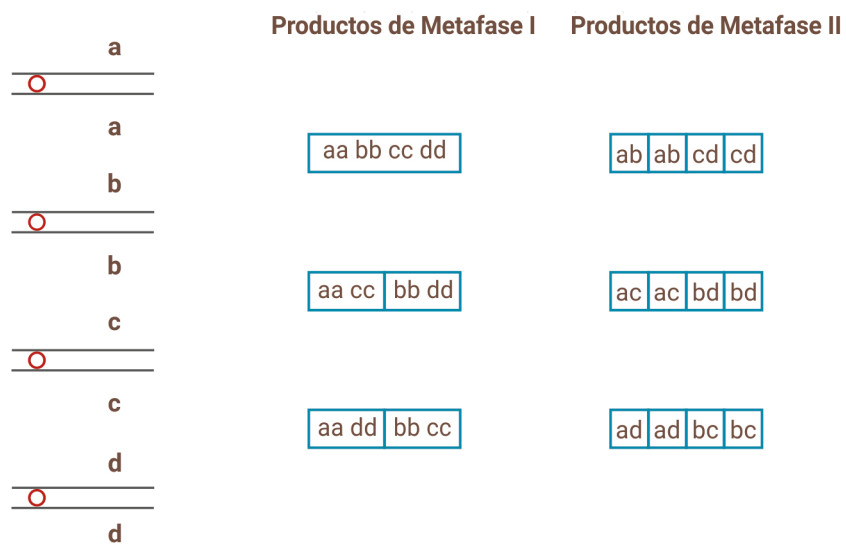 Productos de Metafase I Productos de Metafase II
a
a
aa bb cc dd ab ab cd cd
b
b
aa cc bb dd ac ac bd bd
c
c
aa dd bb cc ad ad bc bc
d
d